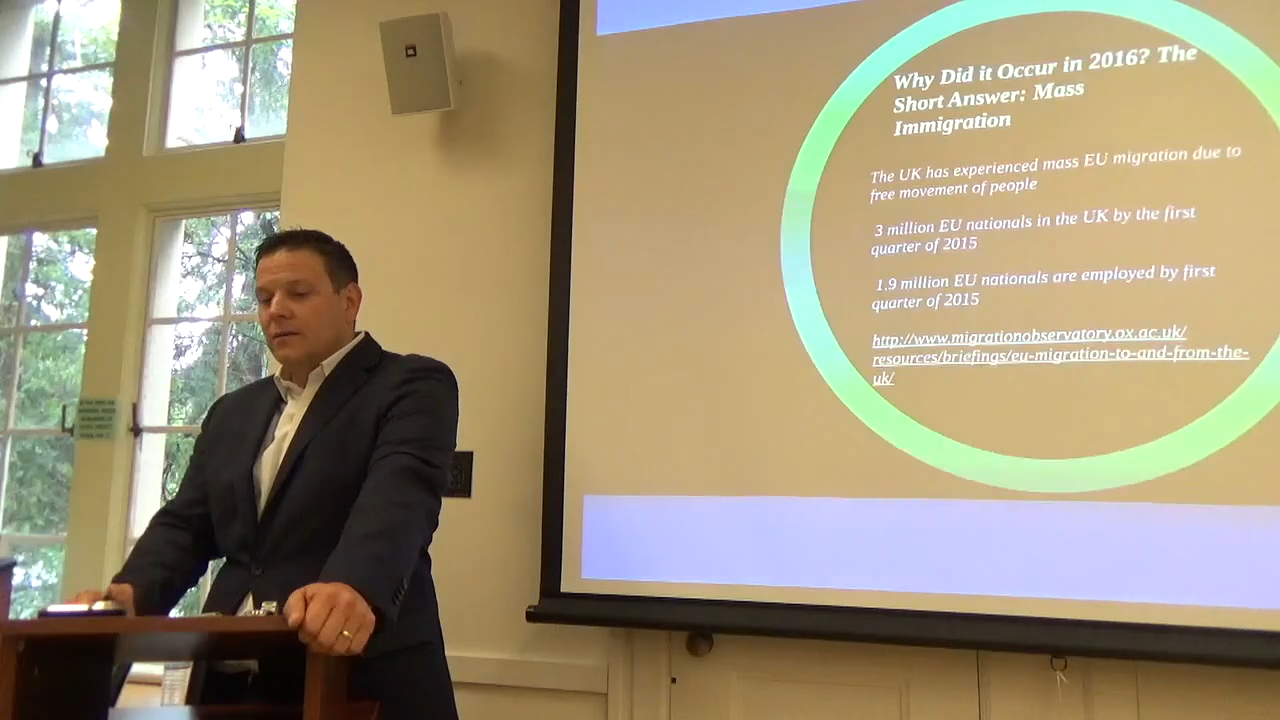 Why Did it Occur in 2016? The
Short Answer: Mass
Immigration
The UK has experienced mass EU migration due to
free movement of people
3 million EU nationals in the UK by the first
quarter of 2015
1.9 million EU nationals are employed by first
quarter of 2015
http://www.migrationobservatory.ox.ac.uk/
resources/briefings/eu-migration-to-and-from-the-
uk/